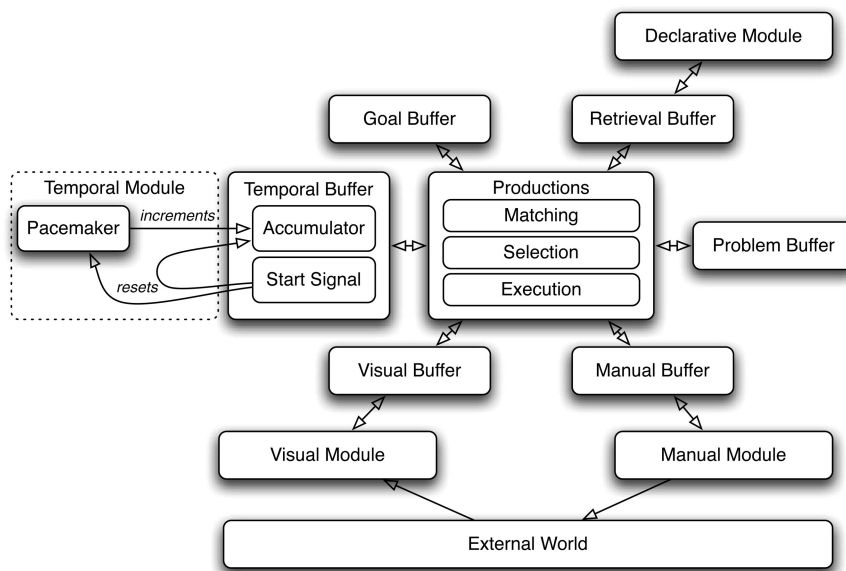 Declarative Module
Goal Buffer
Retrieval Buffer
Temporal Module
Temporal Buffer
Productions
Pacemaker
increments
Accumulator
Matching
Selection
Problem Buffer
resets
Start Signal
Execution
Visual Buffer
Manual Buffer
Visual Module
Manual Module
External World